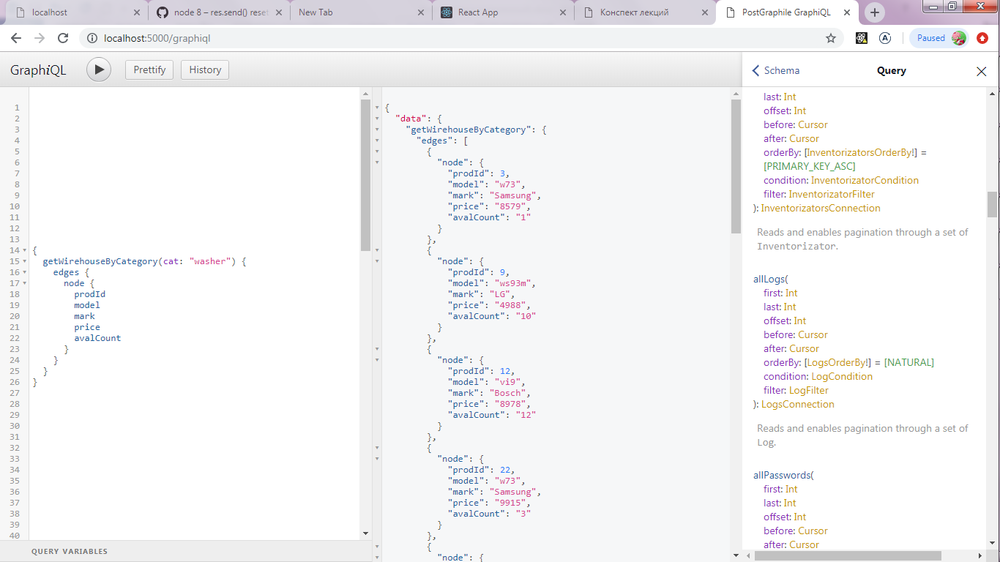 localhost
node 8 – res.send() reset
New Tab
React App
Конспект лекций
PostGraphile GraphiQL
localhost:5000/graphiql
Paused
GraphiQL
Prettify
History
1
2
3
4
5
6
7
8
9
10
11
12
13
14 {
15 getWirehouseByCategory(cat: "washer") {
16 edges {
17 node {
18 prodId
19 model
20 mark
21 price
22 avalCount
23 }
24 }
25 }
26 }
27
28
29
30
31
32
33
34
35
36
37
38
39
40
QUERY VARIABLES
{
"data": {
"getWirehouseByCategory": {
"edges": [
{
"node": {
"prodId": 3,
"model": "w73",
"mark": "Samsung",
"price": "8579",
"avalCount": "1"
}
},
{
"node": {
"prodId": 9,
"model": "ws93m",
"mark": "LG",
"price": "4988",
"avalCount": "10"
}
},
{
"node": {
"prodId": 12,
"model": "vi9",
"mark": "Bosch",
"price": "8978",
"avalCount": "12"
}
},
{
"node": {
"prodId": 22,
"model": "w73",
"mark": "Samsung",
"price": "9915",
"avalCount": "3"
}
},
{
"node": {
Schema
Query
last: Int
offset: Int
before: Cursor
after: Cursor
orderBy: [InventorizatorsOrderBy!] =
[PRIMARY_KEY_ASC]
condition: InventorizatorCondition
filter: InventorizatorFilter
): InventorizatorsConnection
Reads and enables pagination through a set of
Inventorizator.
allLogs(
first: Int
last: Int
offset: Int
before: Cursor
after: Cursor
orderBy: [LogsOrderBy!] = [NATURAL]
condition: LogCondition
filter: LogFilter
): LogsConnection
Reads and enables pagination through a set of
Log.
allPasswords(
first: Int
last: Int
offset: Int
before: Cursor
after: Cursor